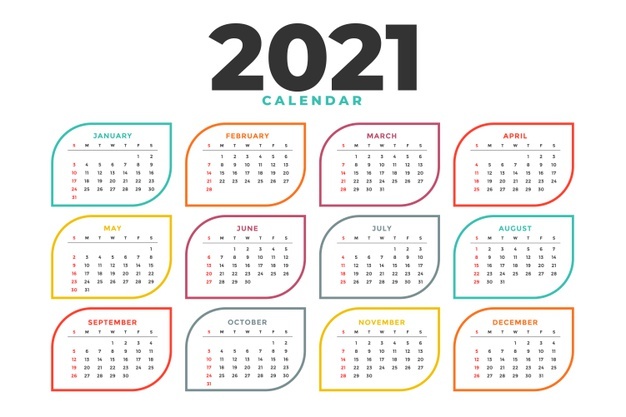 2021
CALENDAR
JANUARY
S M T W T F S
1 2
3 4 5 6 7 8 9
10 11 12 13 14 15 16
17 18 19 20 21 22 23
24 25 26 27 28 29 30
31
FEBRUARY
S M T W T F S
1 2 3 4 5 6
7 8 9 10 11 12 13
14 15 16 17 18 19 20
21 22 23 24 25 26 27
28
MARCH
S M T W T F S
1 2 3 4 5 6
7 8 9 10 11 12 13
14 15 16 17 18 19 20
21 22 23 24 25 26 27
28 29 30 31
APRIL
S M T W T F S
1 2 3
4 5 6 7 8 9 10
11 12 13 14 15 16 17
18 19 20 21 22 23 24
25 26 27 28 29 30
MAY
S M T W T F S
1
2 3 4 5 6 7 8
9 10 11 12 13 14 15
16 17 18 19 20 21 22
23 24 25 26 27 28 29
30 31
JUNE
S M T W T F S
1 2 3 4 5
6 7 8 9 10 11 12
13 14 15 16 17 18 19
20 21 22 23 24 25 26
27 28 29 30
JULY
S M T W T F S
1 2 3
4 5 6 7 8 9 10
11 12 13 14 15 16 17
18 19 20 21 22 23 24
25 26 27 28 29 30 31
AUGUST
S M T W T F S
1 2 3 4 5 6 7
8 9 10 11 12 13 14
15 16 17 18 19 20 21
22 23 24 25 26 27 28
29 30 31
SEPTEMBER
S M T W T F S
1 2 3 4
5 6 7 8 9 10 11
12 13 14 15 16 17 18
19 20 21 22 23 24 25
26 27 28 29 30
OCTOBER
S M T W T F S
1 2
3 4 5 6 7 8 9
10 11 12 13 14 15 16
17 18 19 20 21 22 23
24 25 26 27 28 29 30
31
NOVEMBER
S M T W T F S
1 2 3 4 5 6
7 8 9 10 11 12 13
14 15 16 17 18 19 20
21 22 23 24 25 26 27
28 29 30
DECEMBER
S M T W T F S
1 2 3 4
5 6 7 8 9 10 11
12 13 14 15 16 17 18
19 20 21 22 23 24 25
26 27 28 29 30 31